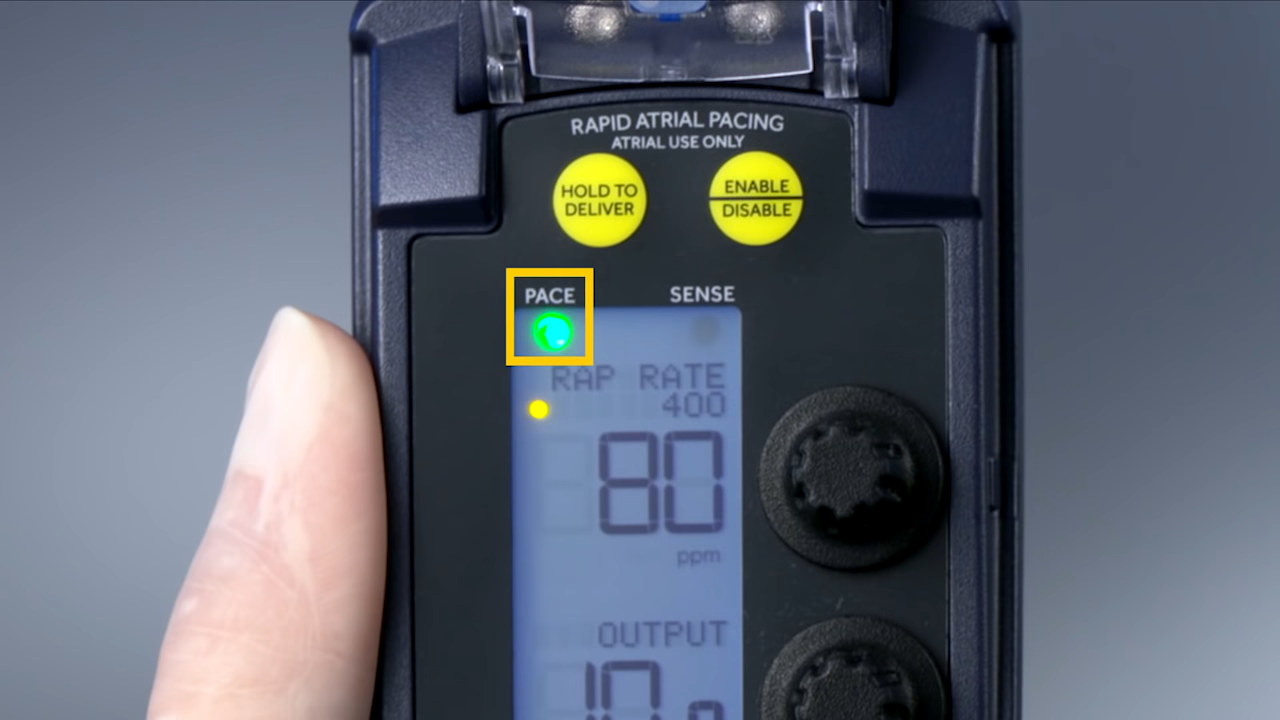 RAPID ATRIAL PACING
ATRIAL USE ONLY
HOLD TO
DELIVER
ENABLE
DISABLE
PACE
SENSE
RAP RATE
400
80
ppm
OUTPUT
10